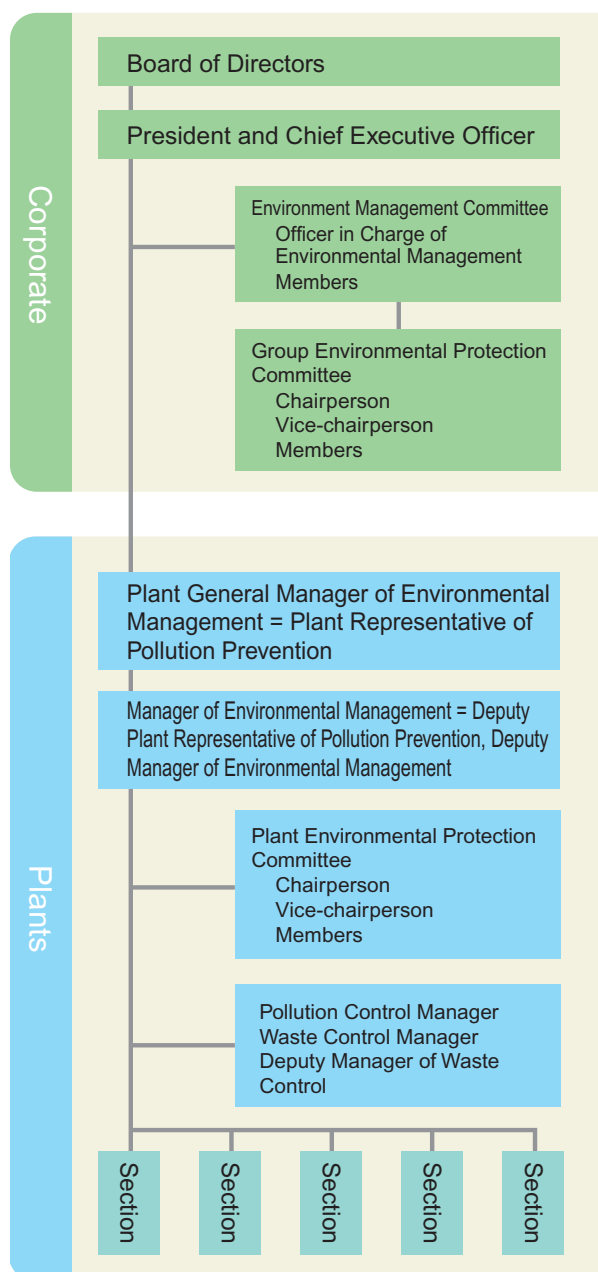 Corporate
Board of Directors
President and Chief Executive Officer
Environment Management Committee
Officer in Charge of
Environmental Management
Members
Group Environmental Protection
Committee
Chairperson
Vice-chairperson
Members
Plants
Plant General Manager of Environmental
Management = Plant Representative of
Pollution Prevention
Manager of Environmental Management = Deputy
Plant Representative of Pollution Prevention, Deputy
Manager of Environmental Management
Plant Environmental Protection
Committee
Chairperson
Vice-chairperson
Members
Pollution Control Manager
Waste Control Manager
Deputy Manager of Waste
Control
Section
Section
Section
Section
Section